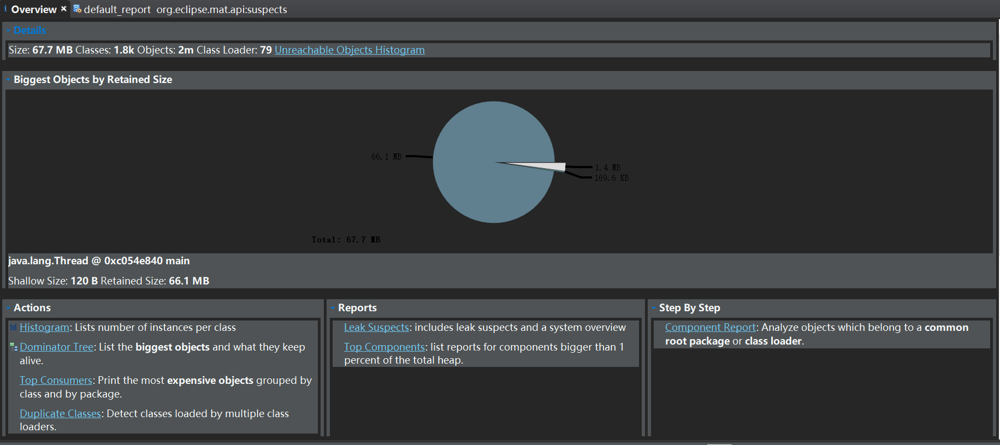 Overview default_report org.eclipse.mat.api:suspects
Details
Size: 67.7 MB Classes: 1.8k Objects: 2m Class Loader: 79 Unreachable Objects Histogram
Biggest Objects by Retained Size
66.1 MB
1.4 MB
169.6 KB
Total: 67.7 MB
java.lang.Thread @ 0xc054e840 main
Shallow Size: 120 B Retained Size: 66.1 MB
Actions
Histogram: Lists number of instances per class
Dominator Tree: List the biggest objects and what they keep
alive.
Top Consumers: Print the most expensive objects grouped by
class and by package.
Duplicate Classes: Detect classes loaded by multiple class
loaders.
Reports
Leak Suspects: includes leak suspects and a system overview
Top Components: list reports for components bigger than 1
percent of the total heap.
Step By Step
Component Report: Analyze objects which belong to a common
root package or class loader.